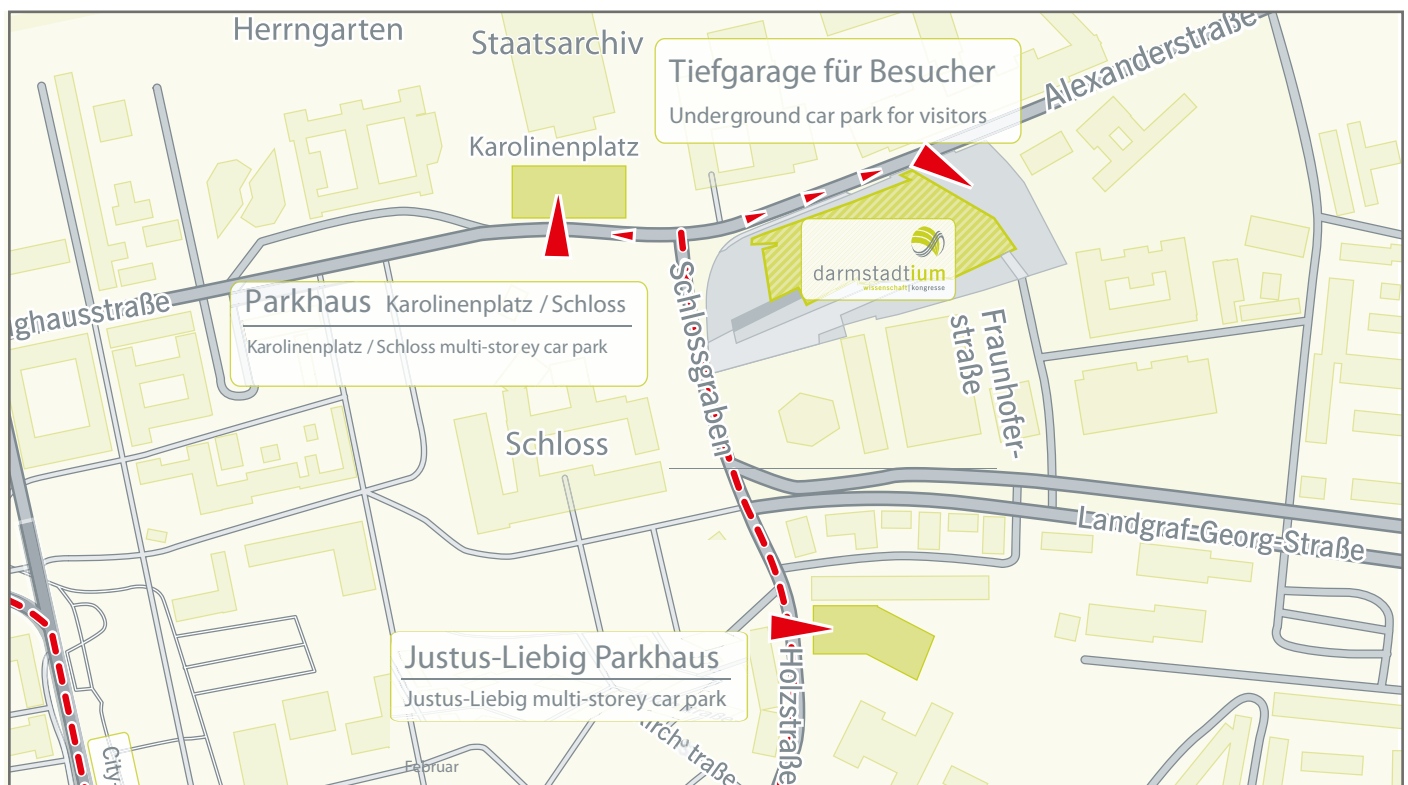 Herrngarten
Staatsarchiv
Tiefgarage für Besucher
Underground car park for visitors
Alexanderstraße
Karolinenplatz
darmstadtium
wissenschaft | kongresse
Schlossgraben
Parkhaus Karolinenplatz / Schloss
Karolinenplatz / Schloss multi-storey car park
ghausstraße
Fraunhofer-
straße
Schloss
Landgraf-Georg-Straße
Justus-Liebig Parkhaus
Justus-Liebig multi-storey car park
Holzstraße
City-
Februar